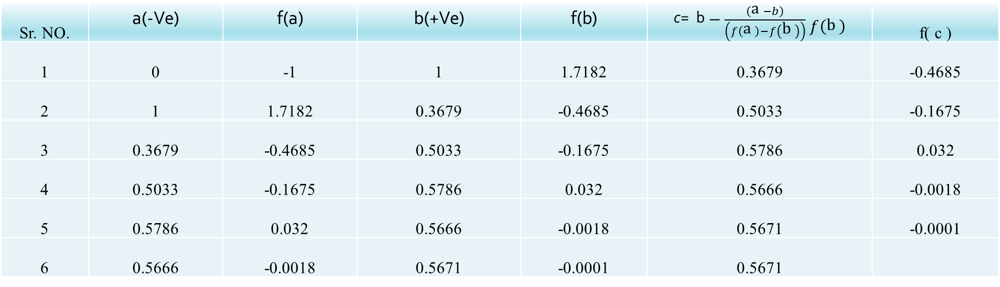 Sr. NO. a(-Ve) f(a) b(+Ve) f(b) c= b − (a −b)/(f(a)−f(b)) f(b) f( c )
1 0 -1 1 1.7182 0.3679 -0.4685
2 1 1.7182 0.3679 -0.4685 0.5033 -0.1675
3 0.3679 -0.4685 0.5033 -0.1675 0.5786 0.032
4 0.5033 -0.1675 0.5786 0.032 0.5666 -0.0018
5 0.5786 0.032 0.5666 -0.0018 0.5671 -0.0001
6 0.5666 -0.0018 0.5671 -0.0001 0.5671